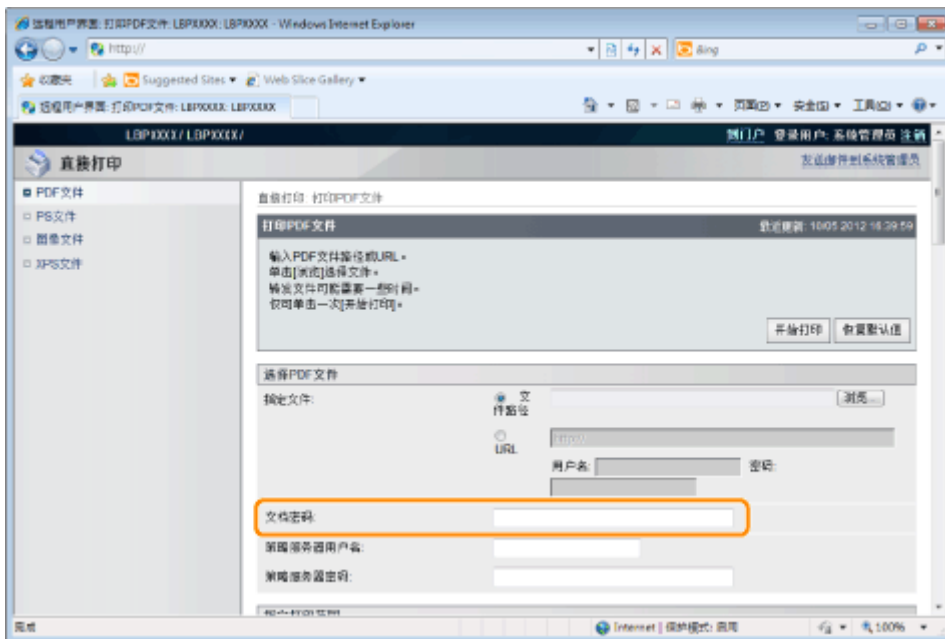 远程用户界面: 打印PDF文件: LBPXXXX: LBPXXXX - Windows Internet Explorer
http://
Bing
收藏夹 Suggested Sites Web Slice Gallery
远程用户界面: 打印PDF文件: LBPXXXX: LBPXXXX
页面(P) 安全(S) 工具(O)
LBPXXXX / LBPXXXX/
到门户 登录用户: 系统管理员 注销
直接打印
发送邮件到系统管理员
PDF文件
PS文件
图像文件
XPS文件
直接打印: 打印PDF文件
打印PDF文件
最近更新: 10/05 2012 16:39:59
输入PDF文件路径或URL。
单击[浏览]选择文件。
转发文件可能需要一些时间。
仅可单击一次[开始打印]。
开始打印 恢复默认值
选择PDF文件
指定文件:
文件路径
浏览...
URL
http://
用户名: 密码:
文档密码:
策略服务器用户名:
策略服务器密码:
完成
Internet | 保护模式: 启用
100%